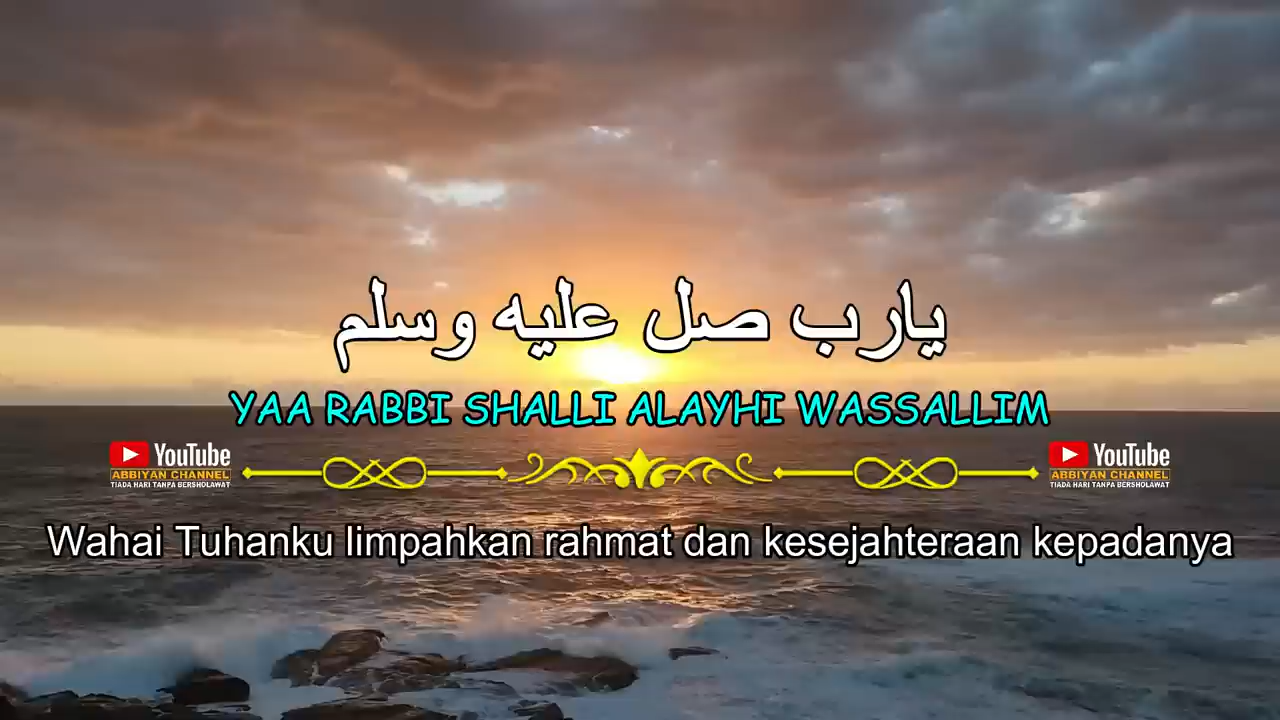 يارب صل عليه وسلم
YAA RABBI SHALLI ALAYHI WASSALLIM
YouTube
ABBIYAN CHANNEL
TIADA HARI TANPA BERSHOLAWAT
YouTube
ABBIYAN CHANNEL
TIADA HARI TANPA BERSHOLAWAT
Wahai Tuhanku limpahkan rahmat dan kesejahteraan kepadanya